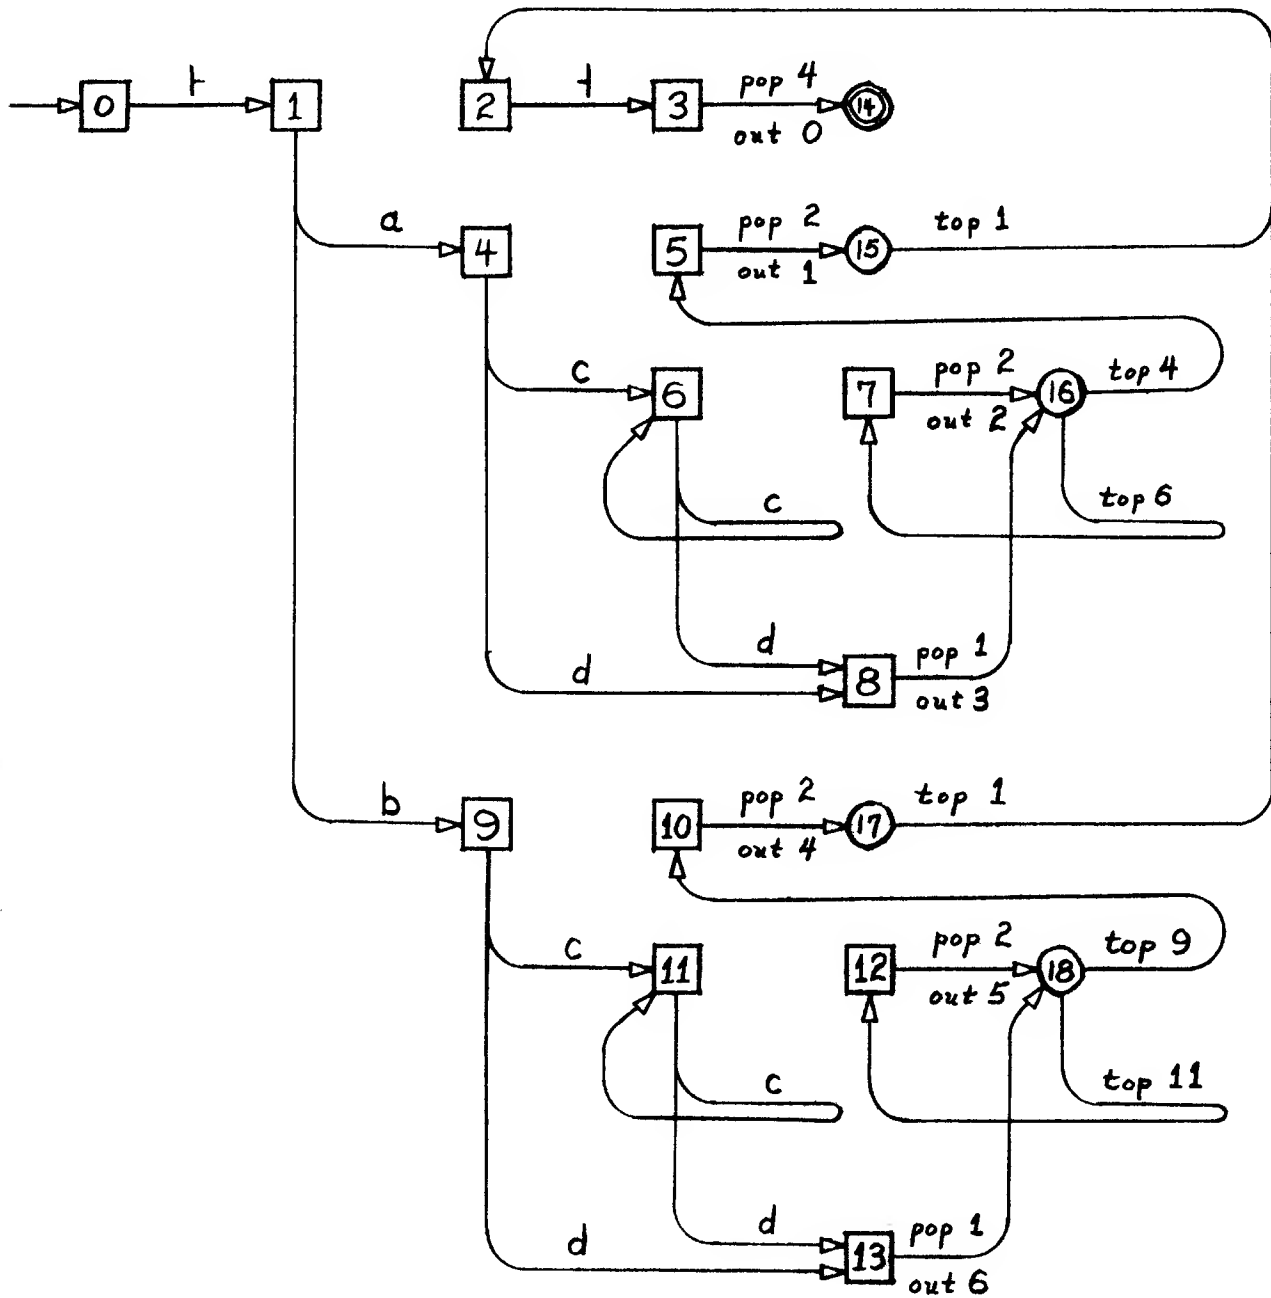 0 ⊢ 1 2 ⊣ 3 pop 4 out 0 14
a 4 5 pop 2 out 1 15 top 1
c 6 7 pop 2 out 2 16 top 4
c top 6
d
d 8 pop 1 out 3
b 9 10 pop 2 out 4 17 top 1
c 11 12 pop 2 out 5 18 top 9
c top 11
d
d 13 pop 1 out 6